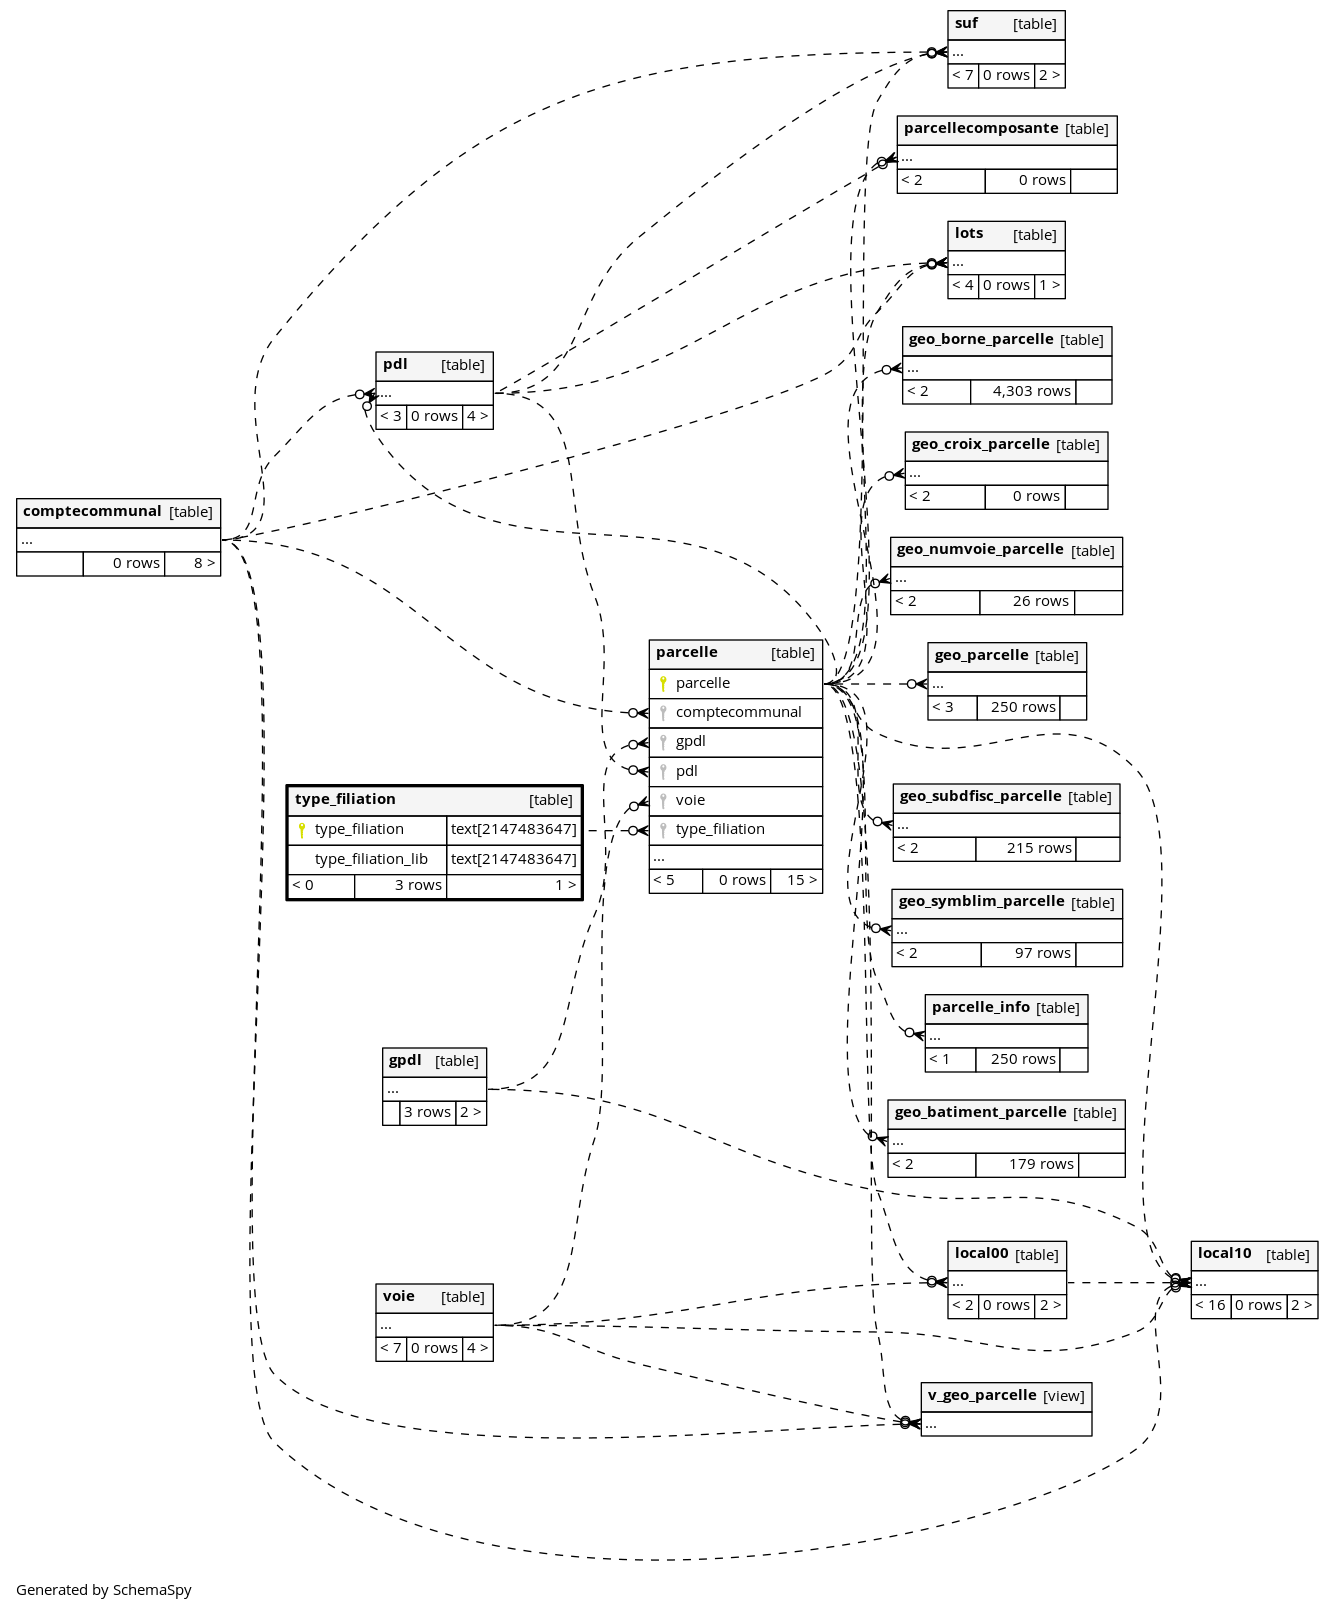 suf [table]
...
< 7 0 rows 2 >
parcellecomposante [table]
...
< 2 0 rows
lots [table]
...
< 4 0 rows 1 >
geo_borne_parcelle [table]
...
< 2 4,303 rows
pdl [table]
...
< 3 0 rows 4 >
geo_croix_parcelle [table]
...
< 2 0 rows
comptecommunal [table]
...
0 rows 8 >
geo_numvoie_parcelle [table]
...
< 2 26 rows
parcelle [table]
parcelle
comptecommunal
gpdl
pdl
voie
type_filiation
...
< 5 0 rows 15 >
geo_parcelle [table]
...
< 3 250 rows
type_filiation [table]
type_filiation text[2147483647]
type_filiation_lib text[2147483647]
< 0 3 rows 1 >
geo_subdfisc_parcelle [table]
...
< 2 215 rows
geo_symblim_parcelle [table]
...
< 2 97 rows
parcelle_info [table]
...
< 1 250 rows
gpdl [table]
...
3 rows 2 >
geo_batiment_parcelle [table]
...
< 2 179 rows
local00 [table]
...
< 2 0 rows 2 >
local10 [table]
...
< 16 0 rows 2 >
voie [table]
...
< 7 0 rows 4 >
v_geo_parcelle [view]
...
Generated by SchemaSpy